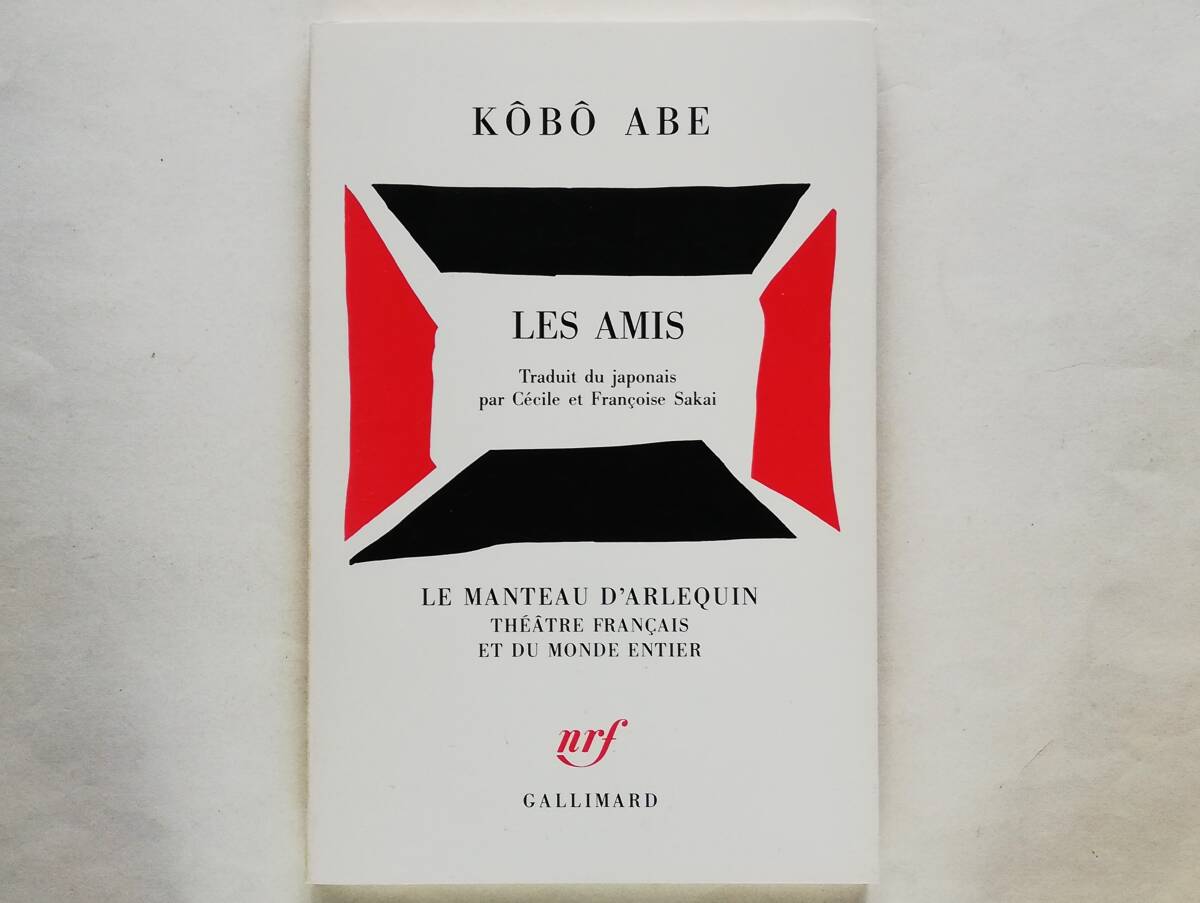 KÔBÔ ABE
LES AMIS
Traduit du japonais
par Cécile et Françoise Sakai
LE MANTEAU D'ARLEQUIN
THÉÂTRE FRANÇAIS
ET DU MONDE ENTIER
nrf
GALLIMARD